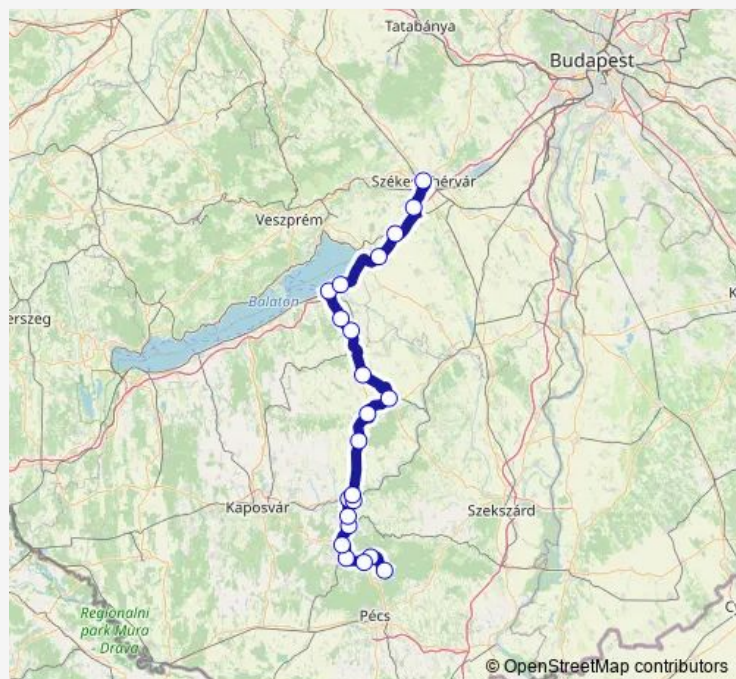 Tatabánya
Budapest
Veszprém
Balaton
erszeg
K
Kaposvár
Szekszárd
Regionalni
park Mura
- Drava
Pécs
C
© OpenStreetMap contributors